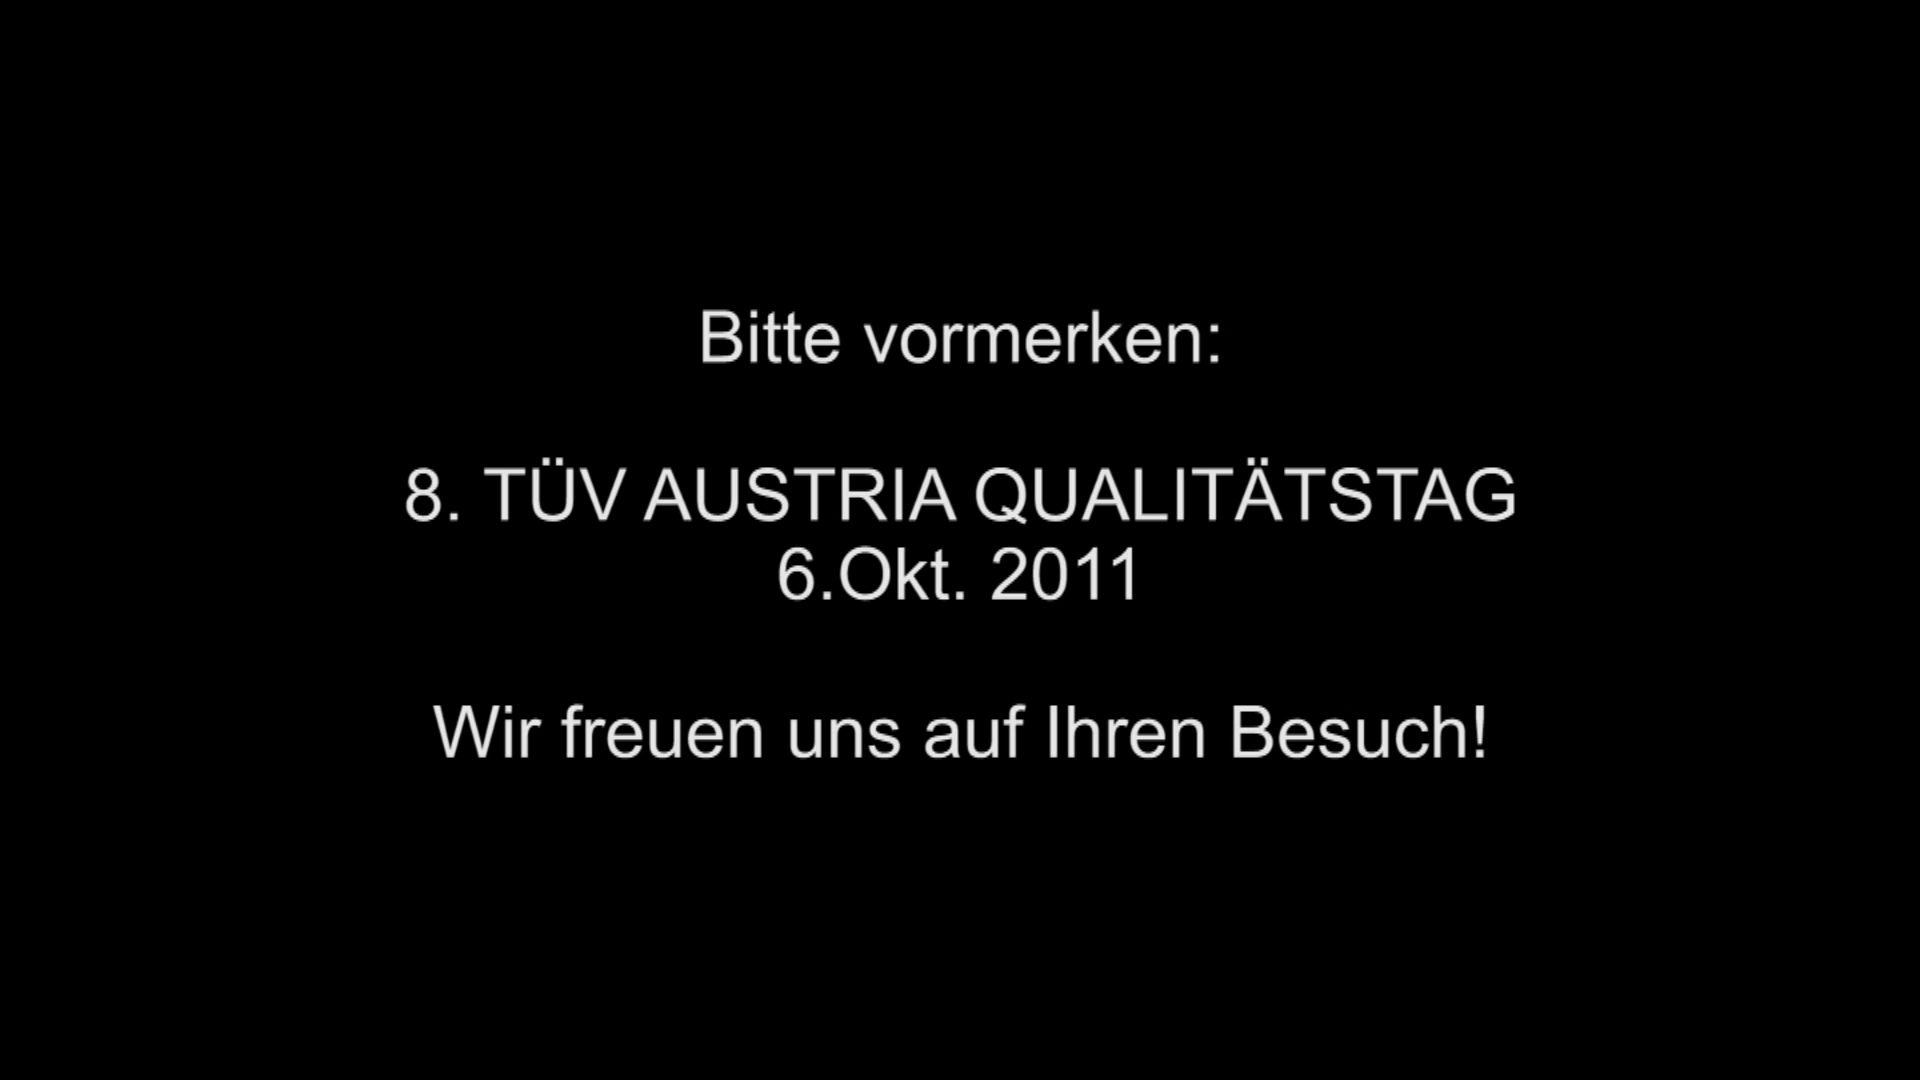 Bitte vormerken:
8. TÜV AUSTRIA QUALITÄTSTAG
6.Okt. 2011
Wir freuen uns auf Ihren Besuch!